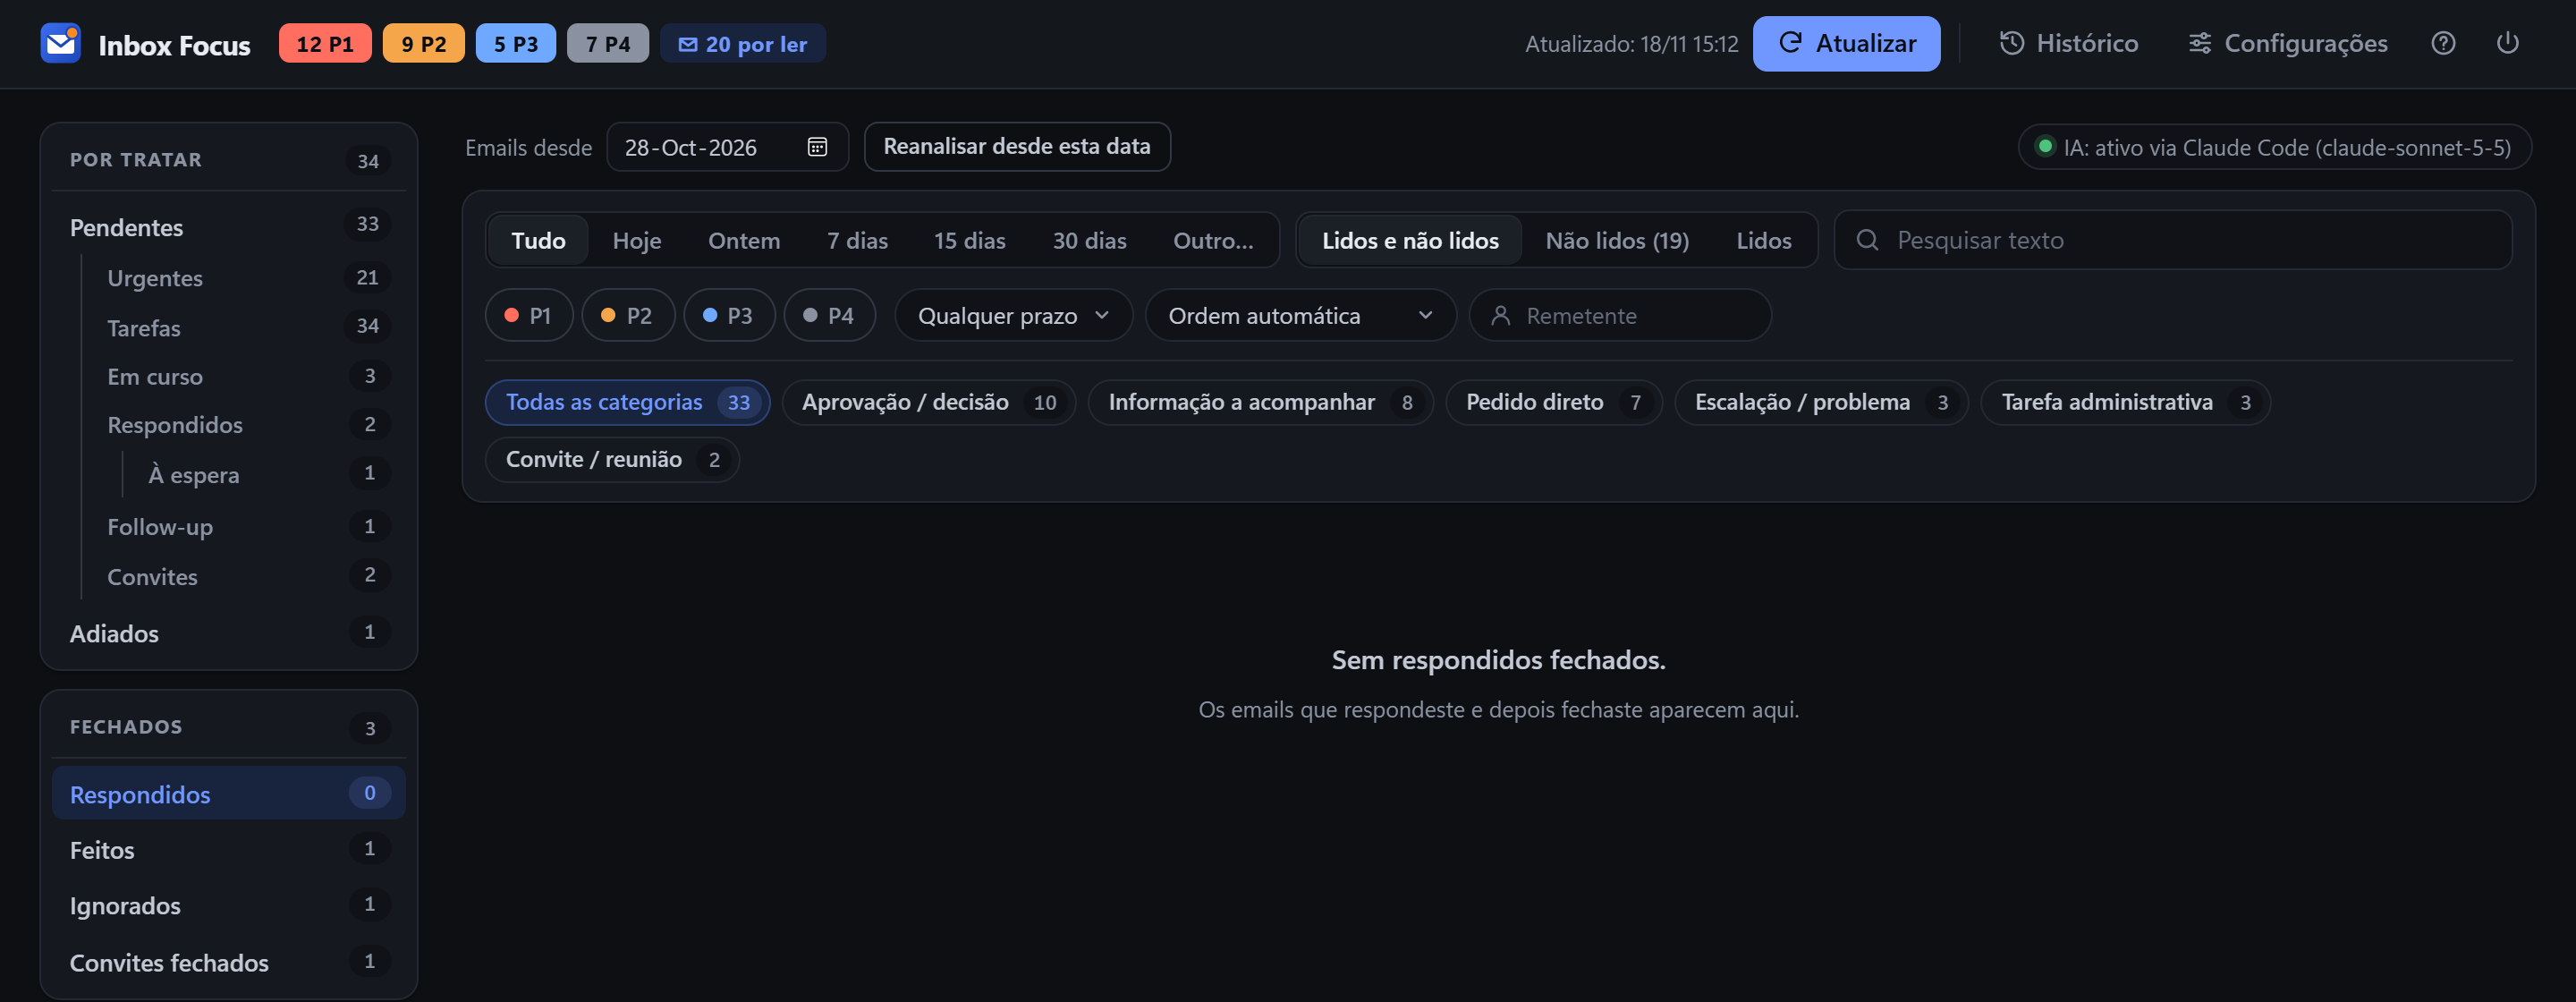 Inbox Focus 12 P1 9 P2 5 P3 7 P4 20 por ler Atualizado: 18/11 15:12 Atualizar Histórico Configurações
POR TRATAR 34
Pendentes 33
Urgentes 21
Tarefas 34
Em curso 3
Respondidos 2
À espera 1
Follow-up 1
Convites 2
Adiados 1
FECHADOS 3
Respondidos 0
Feitos 1
Ignorados 1
Convites fechados 1
Emails desde 28-Oct-2026 Reanalisar desde esta data IA: ativo via Claude Code (claude-sonnet-5-5)
Tudo Hoje Ontem 7 dias 15 dias 30 dias Outro... Lidos e não lidos Não lidos (19) Lidos Pesquisar texto
P1 P2 P3 P4 Qualquer prazo Ordem automática Remetente
Todas as categorias 33 Aprovação / decisão 10 Informação a acompanhar 8 Pedido direto 7 Escalação / problema 3 Tarefa administrativa 3
Convite / reunião 2
Sem respondidos fechados.
Os emails que respondeste e depois fechaste aparecem aqui.